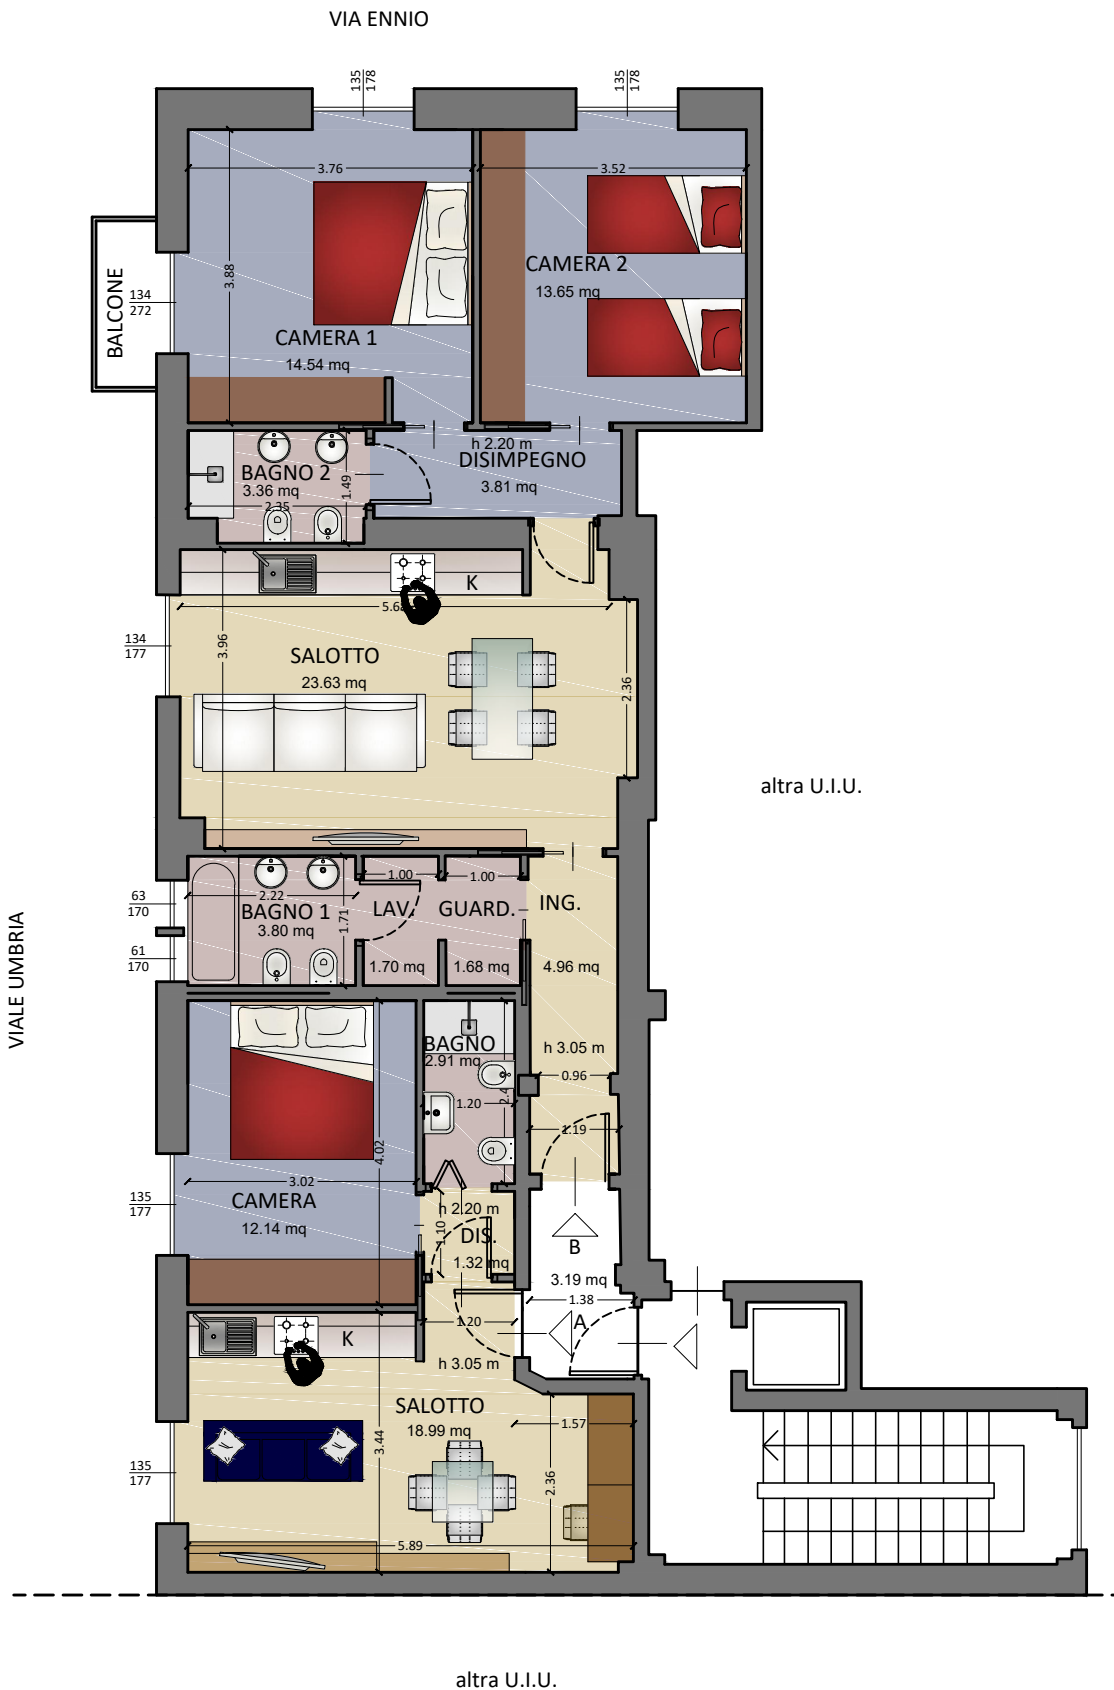 VIA ENNIO
135
178
135
178
3.76
3.52
3.88
CAMERA 2
13.65 mq
BALCONE
134
272
CAMERA 1
14.54 mq
h 2.20 m
DISIMPEGNO
3.81 mq
BAGNO 2
3.36 mq
2.35
1.49
K
3.96
134
177
SALOTTO
23.63 mq
2.36
altra U.I.U.
63
170
61
170
2.22
BAGNO 1
3.80 mq
1.71
1.00
LAV.
1.70 mq
1.00
GUARD.
1.68 mq
ING.
4.96 mq
h 3.05 m
0.96
1.19
VIALE UMBRIA
BAGNO
2.91 mq
1.20
4.02
3.02
CAMERA
12.14 mq
135
177
h 2.20 m
1.10
DIS.
1.32 mq
B
3.19 mq
1.38
A
1.20
h 3.05 m
K
SALOTTO
18.99 mq
3.44
1.57
2.36
135
177
5.89
altra U.I.U.